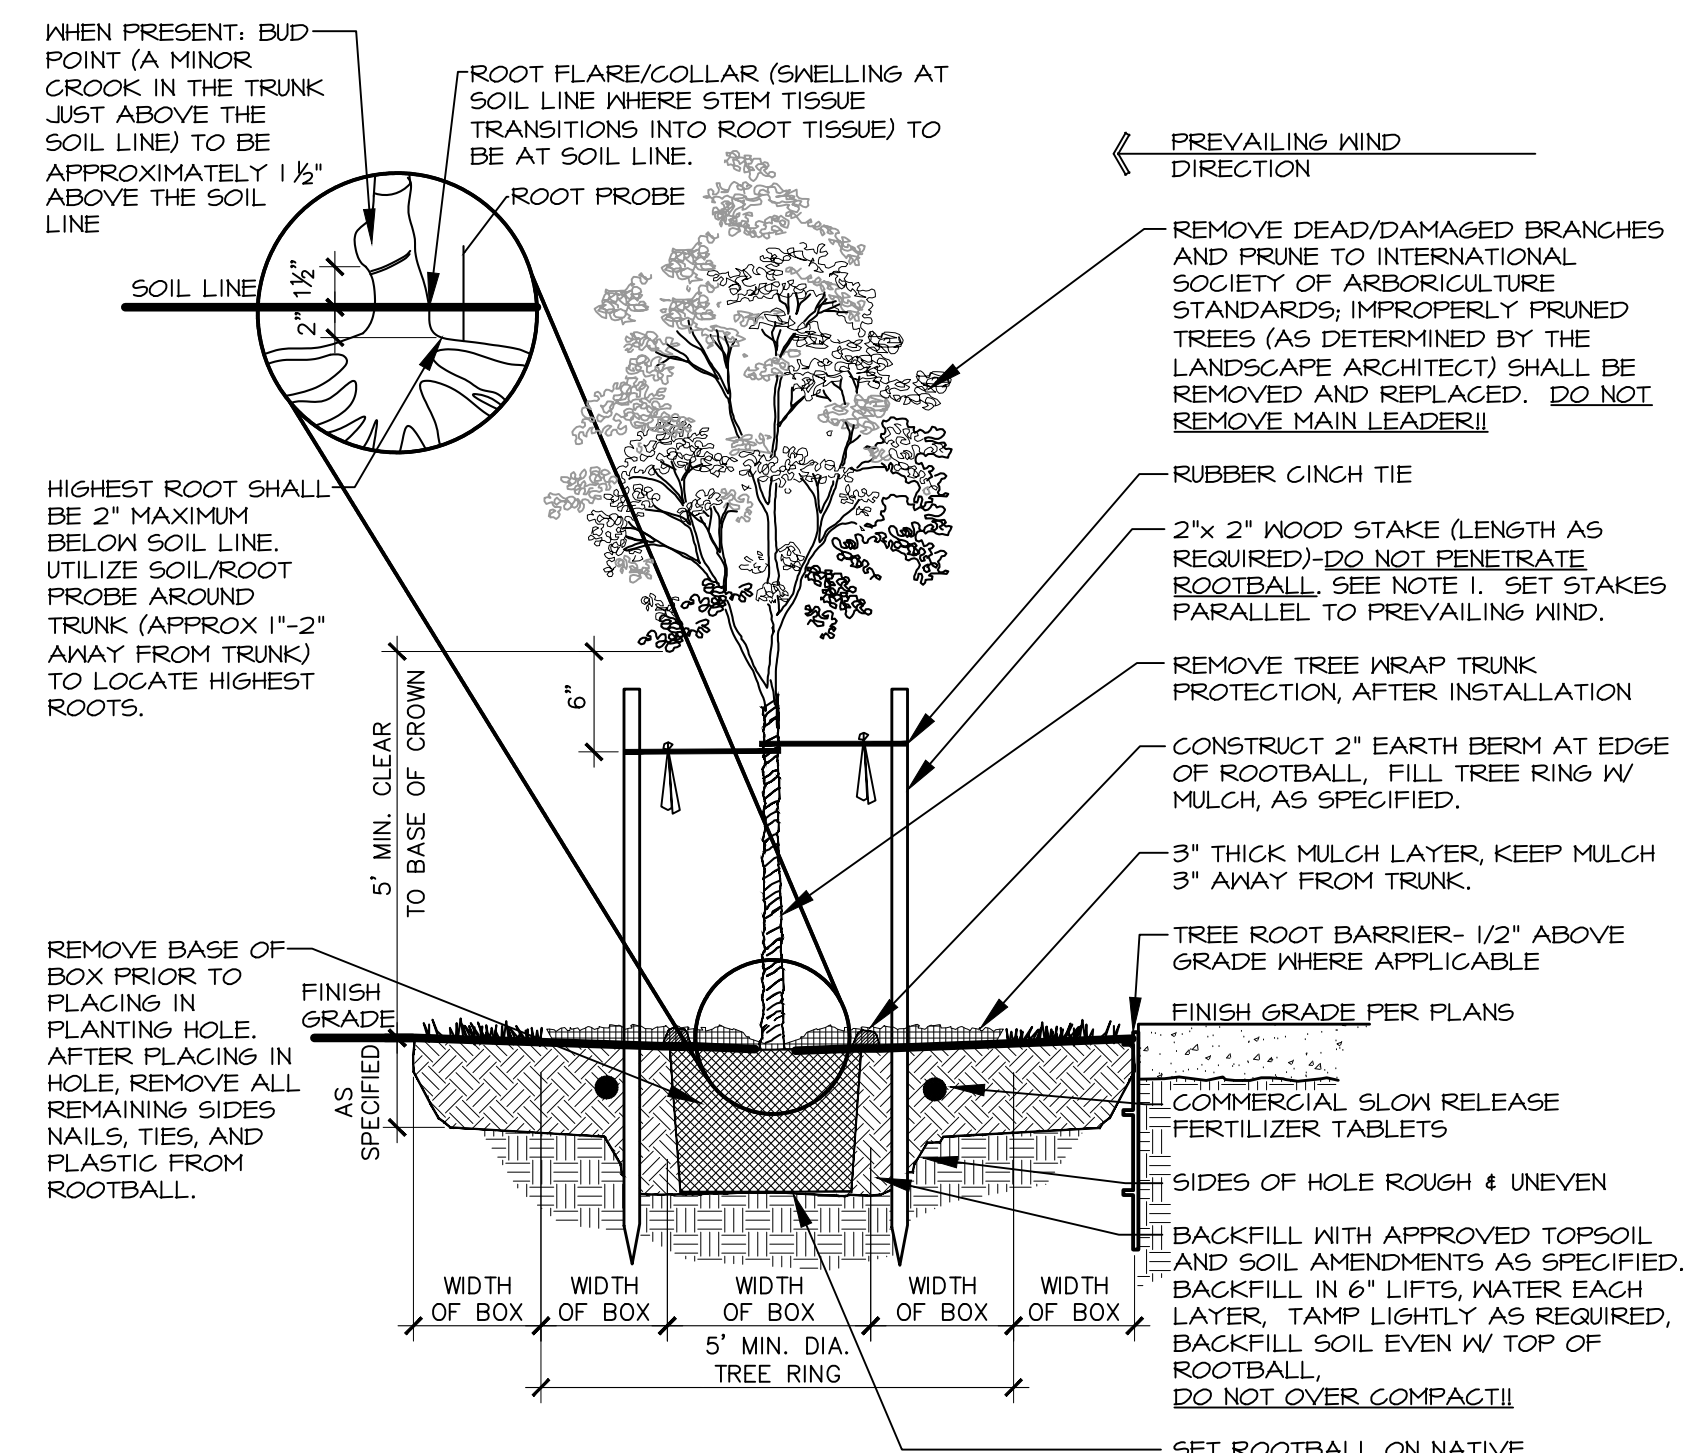 WHEN PRESENT: BUD
POINT (A MINOR
CROOK IN THE TRUNK
JUST ABOVE THE
SOIL LINE) TO BE
APPROXIMATELY 1 ½"
ABOVE THE SOIL
LINE
ROOT FLARE/COLLAR (SWELLING AT
SOIL LINE WHERE STEM TISSUE
TRANSITIONS INTO ROOT TISSUE) TO
BE AT SOIL LINE.
ROOT PROBE
SOIL LINE
1½"
2"
HIGHEST ROOT SHALL
BE 2" MAXIMUM
BELOW SOIL LINE.
UTILIZE SOIL/ROOT
PROBE AROUND
TRUNK (APPROX 1"-2"
AWAY FROM TRUNK)
TO LOCATE HIGHEST
ROOTS.
6"
5' MIN. CLEAR
TO BASE OF CROWN
REMOVE BASE OF
BOX PRIOR TO
PLACING IN
PLANTING HOLE.
AFTER PLACING IN
HOLE, REMOVE ALL
REMAINING SIDES
NAILS, TIES, AND
PLASTIC FROM
ROOTBALL.
FINISH
GRADE
AS
SPECIFIED
PREVAILING WIND
DIRECTION
REMOVE DEAD/DAMAGED BRANCHES
AND PRUNE TO INTERNATIONAL
SOCIETY OF ARBORICULTURE
STANDARDS; IMPROPERLY PRUNED
TREES (AS DETERMINED BY THE
LANDSCAPE ARCHITECT) SHALL BE
REMOVED AND REPLACED. DO NOT
REMOVE MAIN LEADER!!
RUBBER CINCH TIE
2"x 2" WOOD STAKE (LENGTH AS
REQUIRED)-DO NOT PENETRATE
ROOTBALL. SEE NOTE 1. SET STAKES
PARALLEL TO PREVAILING WIND.
REMOVE TREE WRAP TRUNK
PROTECTION, AFTER INSTALLATION
CONSTRUCT 2" EARTH BERM AT EDGE
OF ROOTBALL, FILL TREE RING W/
MULCH, AS SPECIFIED.
3" THICK MULCH LAYER, KEEP MULCH
3" AWAY FROM TRUNK.
TREE ROOT BARRIER- 1/2" ABOVE
GRADE WHERE APPLICABLE
FINISH GRADE PER PLANS
COMMERCIAL SLOW RELEASE
FERTILIZER TABLETS
SIDES OF HOLE ROUGH & UNEVEN
BACKFILL WITH APPROVED TOPSOIL
AND SOIL AMENDMENTS AS SPECIFIED.
BACKFILL IN 6" LIFTS, WATER EACH
LAYER, TAMP LIGHTLY AS REQUIRED,
BACKFILL SOIL EVEN W/ TOP OF
ROOTBALL,
DO NOT OVER COMPACT!!
SET ROOTBALL ON NATIVE
WIDTH
OF BOX
WIDTH
OF BOX
WIDTH
OF BOX
WIDTH
OF BOX
WIDTH
OF BOX
5' MIN. DIA.
TREE RING